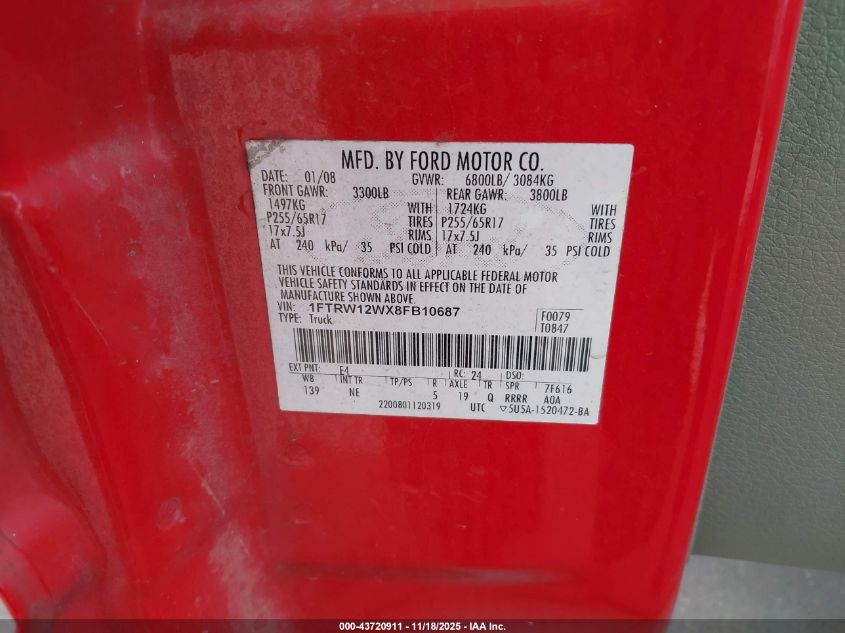 MFD. BY FORD MOTOR CO.
DATE: 01/08 GVWR: 6800LB/ 3084KG
FRONT GAWR: 3300LB REAR GAWR: 3800LB
1497KG WITH 1724KG WITH
P255/65R17 TIRES P255/65R17 TIRES
17x7.5J RIMS 17x7.5J RIMS
AT 240 kPa/ 35 PSI COLD AT 240 kPa/ 35 PSI COLD
THIS VEHICLE CONFORMS TO ALL APPLICABLE FEDERAL MOTOR
VEHICLE SAFETY STANDARDS IN EFFECT ON THE DATE OF
MANUFACTURE SHOWN ABOVE.
VIN: 1FTRW12WX8FB10687 F0079
TYPE: Truck T0847
EXT PNT: E4 RC: 24 DSO:
WB INT TR TP/PS R AXLE TR SPR 7F616
139 NE 5 19 Q RRRR A0A
2200801120319 UTC ▽5U5A-1520472-BA
000-43720911 - 11/18/2025 - IAA Inc.